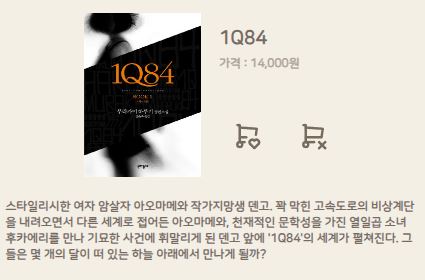 1Q84
1Q84
BOOK 1
무라카미 하루키 장편소설
가격 : 14,000원
스타일리시한 여자 암살자 아오마메와 작가지망생 덴고. 꽉 막힌 고속도로의 비상계단
을 내려오면서 다른 세계로 접어든 아오마메와, 천재적인 문학성을 가진 열일곱 소녀
후카에리를 만나 기묘한 사건에 휘말리게 된 덴고 앞에 '1Q84'의 세계가 펼쳐진다. 그
들은 몇 개의 달이 떠 있는 하늘 아래에서 만나게 될까?